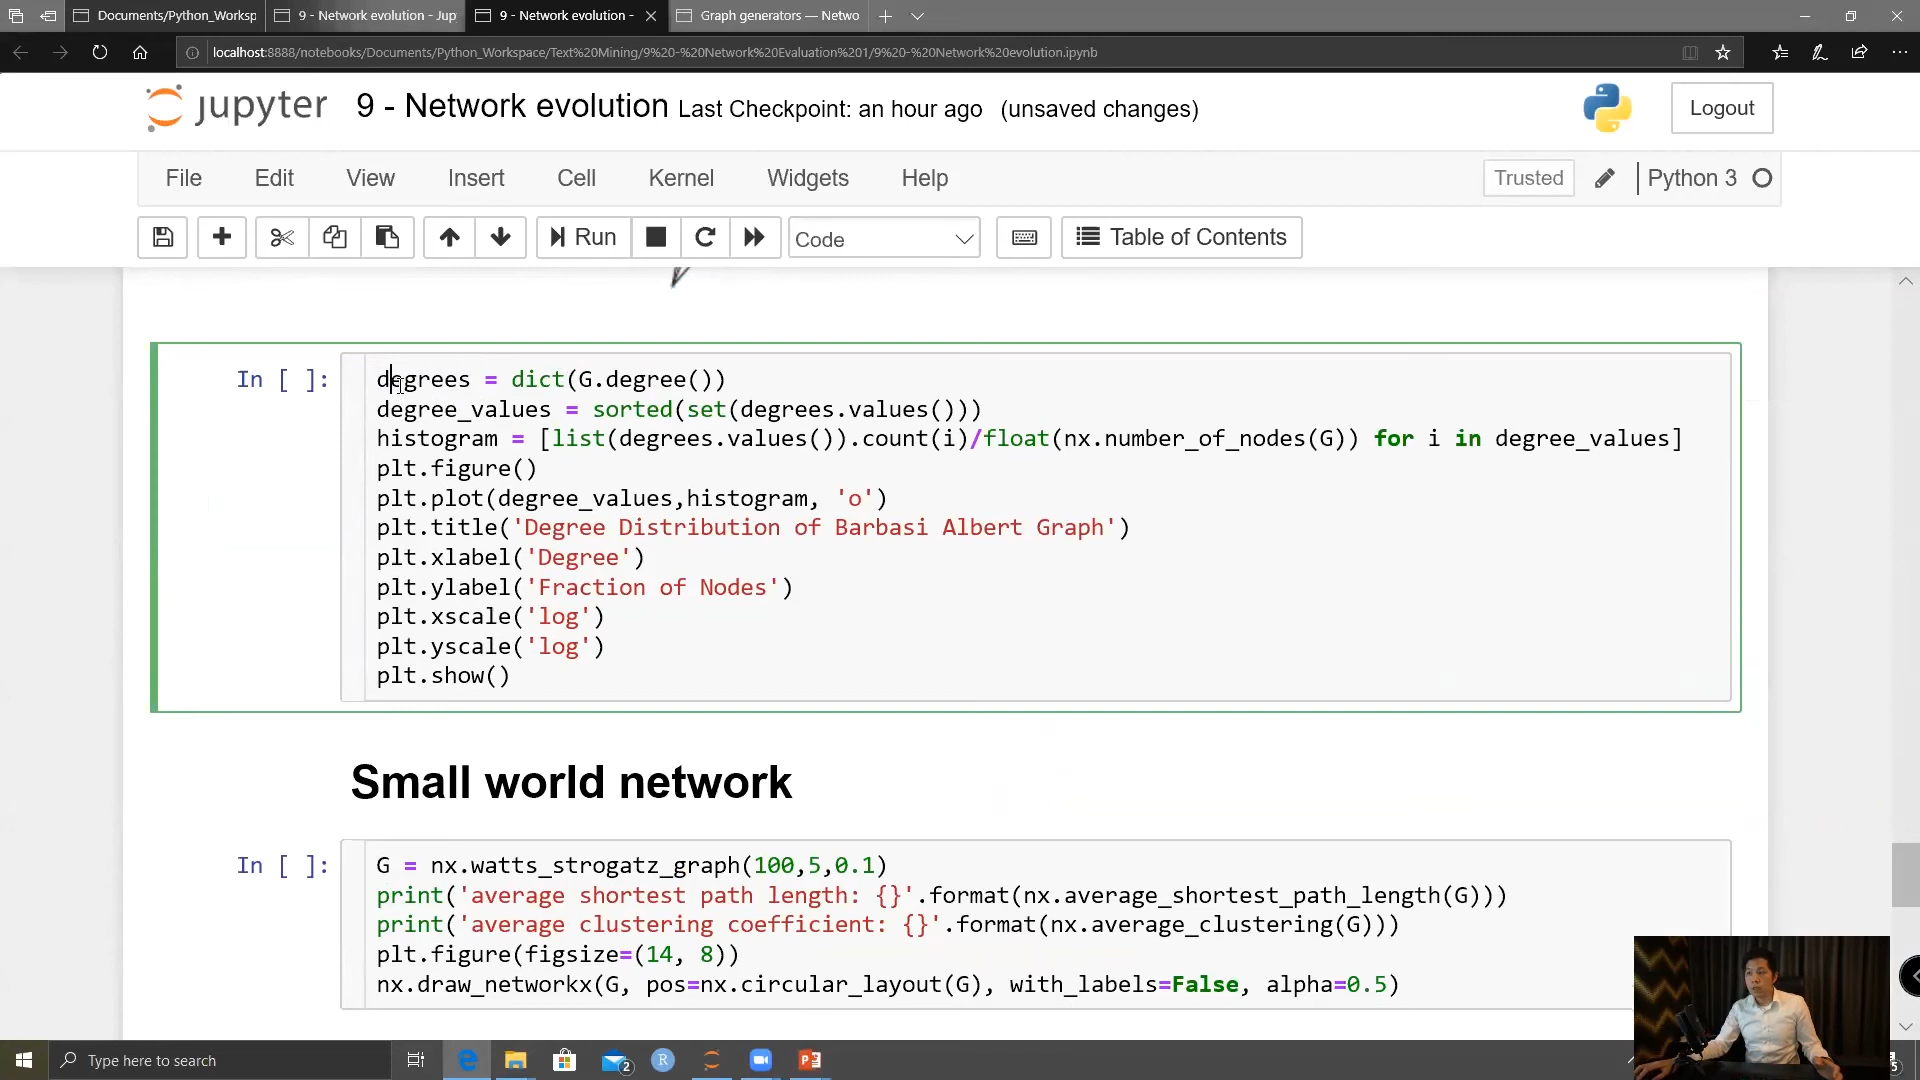 Documents/Python_Worksp
9 - Network evolution - Jup
9 - Network evolution -
Graph generators — Netwo
localhost:8888/notebooks/Documents/Python_Workspace/Text%20Mining/9%20-%20Network%20Evaluation%201/9%20-%20Network%20evolution.ipynb
jupyter 9 - Network evolution Last Checkpoint: an hour ago (unsaved changes)
Logout
File Edit View Insert Cell Kernel Widgets Help
Trusted
Python 3
Run
Code
Table of Contents
In [ ]:
degrees = dict(G.degree())
degree_values = sorted(set(degrees.values()))
histogram = [list(degrees.values()).count(i)/float(nx.number_of_nodes(G)) for i in degree_values]
plt.figure()
plt.plot(degree_values,histogram, 'o')
plt.title('Degree Distribution of Barbasi Albert Graph')
plt.xlabel('Degree')
plt.ylabel('Fraction of Nodes')
plt.xscale('log')
plt.yscale('log')
plt.show()
Small world network
In [ ]:
G = nx.watts_strogatz_graph(100,5,0.1)
print('average shortest path length: {}'.format(nx.average_shortest_path_length(G)))
print('average clustering coefficient: {}'.format(nx.average_clustering(G)))
plt.figure(figsize=(14, 8))
nx.draw_networkx(G, pos=nx.circular_layout(G), with_labels=False, alpha=0.5)
Type here to search
2
R
5